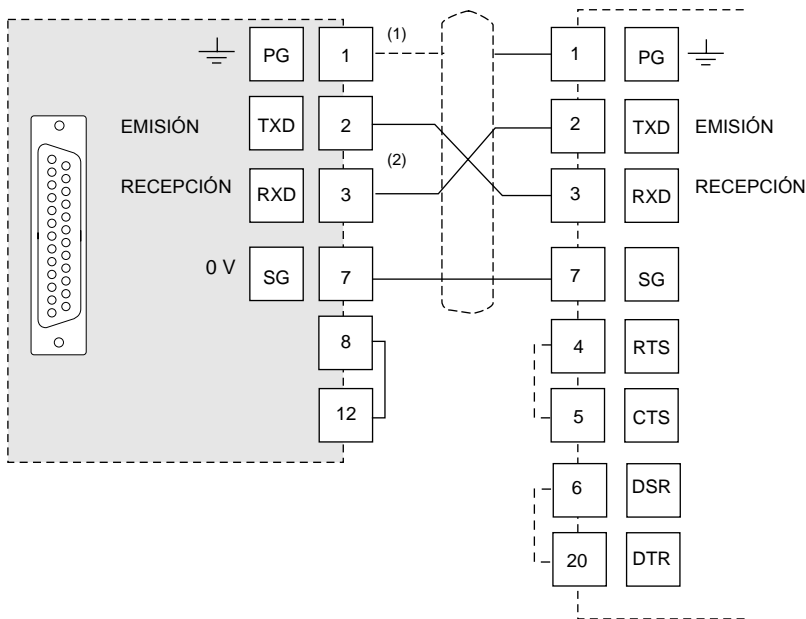 PG 1 (1) 1 PG
EMISIÓN TXD 2 2 TXD EMISIÓN
RECEPCIÓN RXD 3 (2) 3 RXD RECEPCIÓN
0 V SG 7 7 SG
8 4 RTS
12 5 CTS
6 DSR
20 DTR